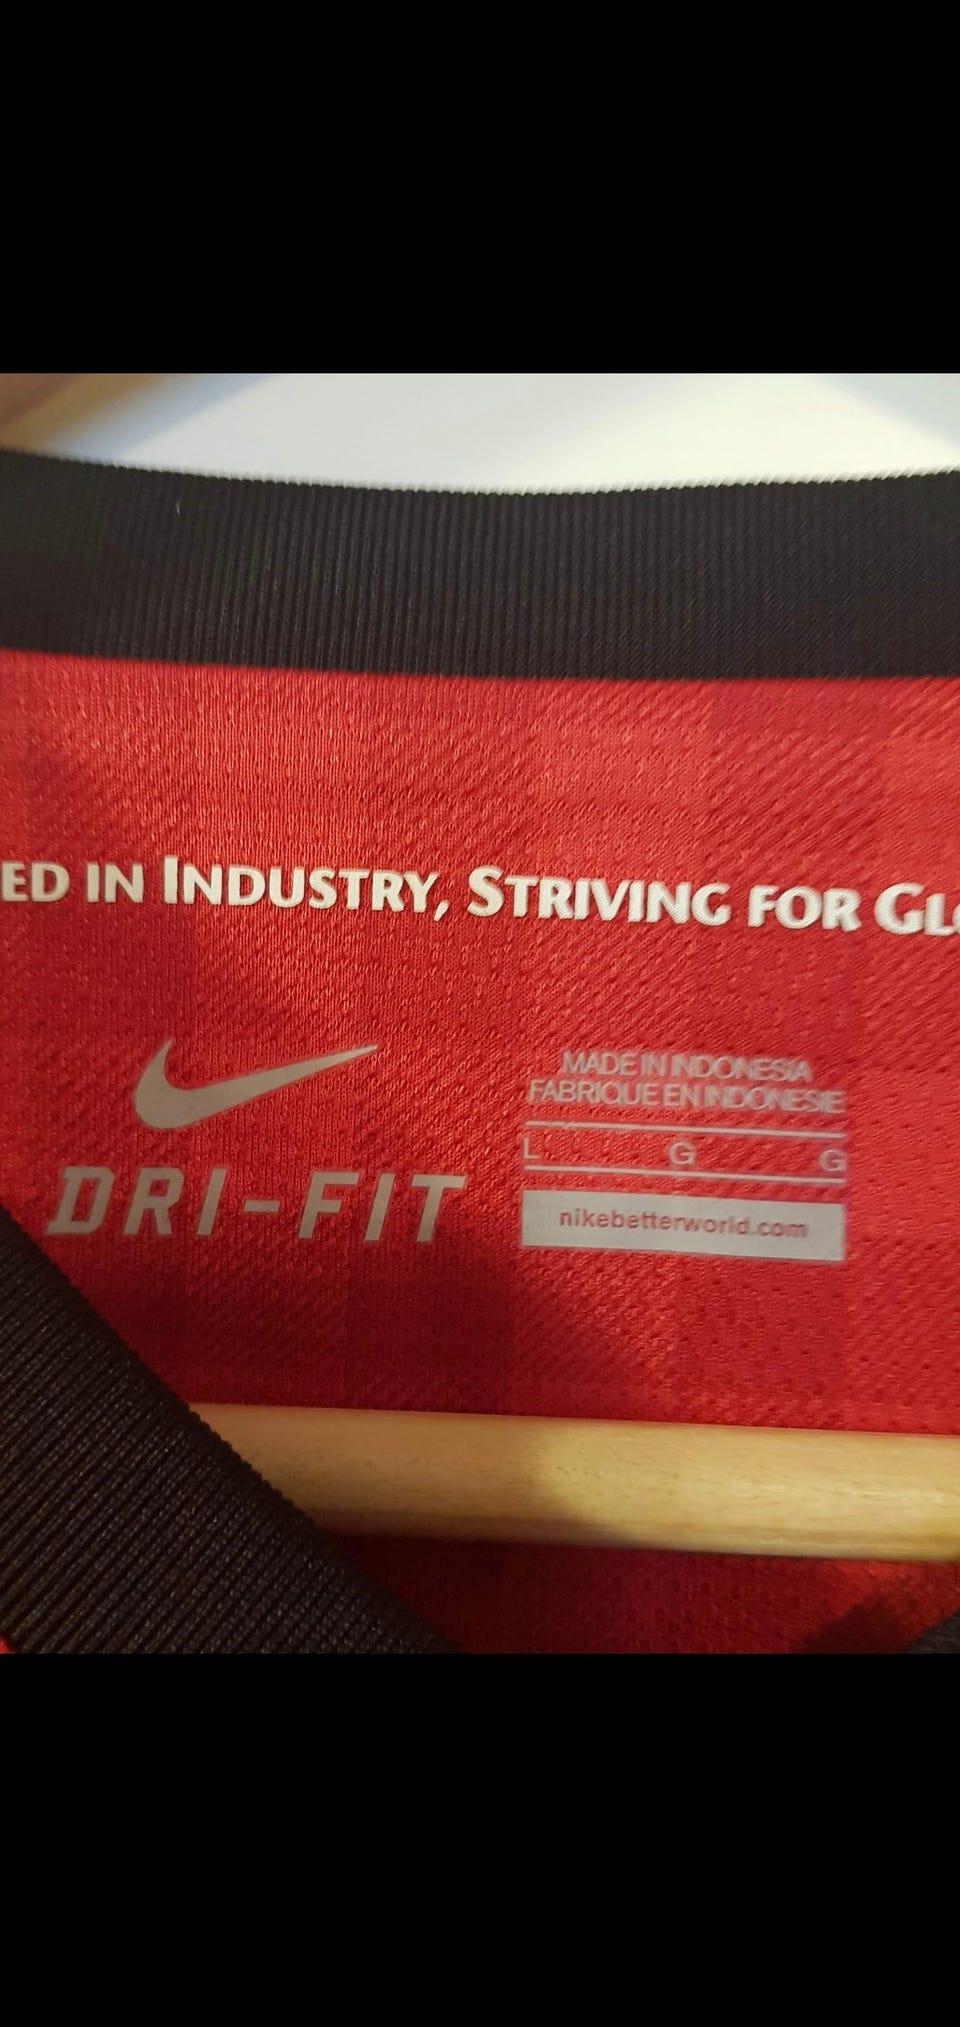 ED IN INDUSTRY, STRIVING FOR GL
DRI-FIT
MADE IN INDONESIA
FABRIQUE EN INDONESIE
L G G
nikebetterworld.com